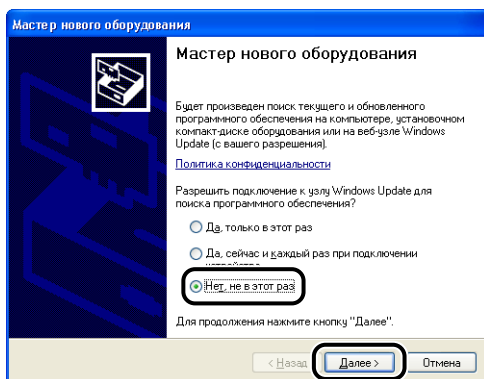 Мастер нового оборудования
Мастер нового оборудования
Будет произведен поиск текущего и обновленного
программного обеспечения на компьютере, установочном
компакт-диске оборудования или на веб-узле Windows
Update (с вашего разрешения).
Политика конфиденциальности
Разрешить подключение к узлу Windows Update для
поиска программного обеспечения?
Да, только в этот раз
Да, сейчас и каждый раз при подключении
Нет, не в этот раз
Для продолжения нажмите кнопку "Далее".
< Назад
Далее >
Отмена